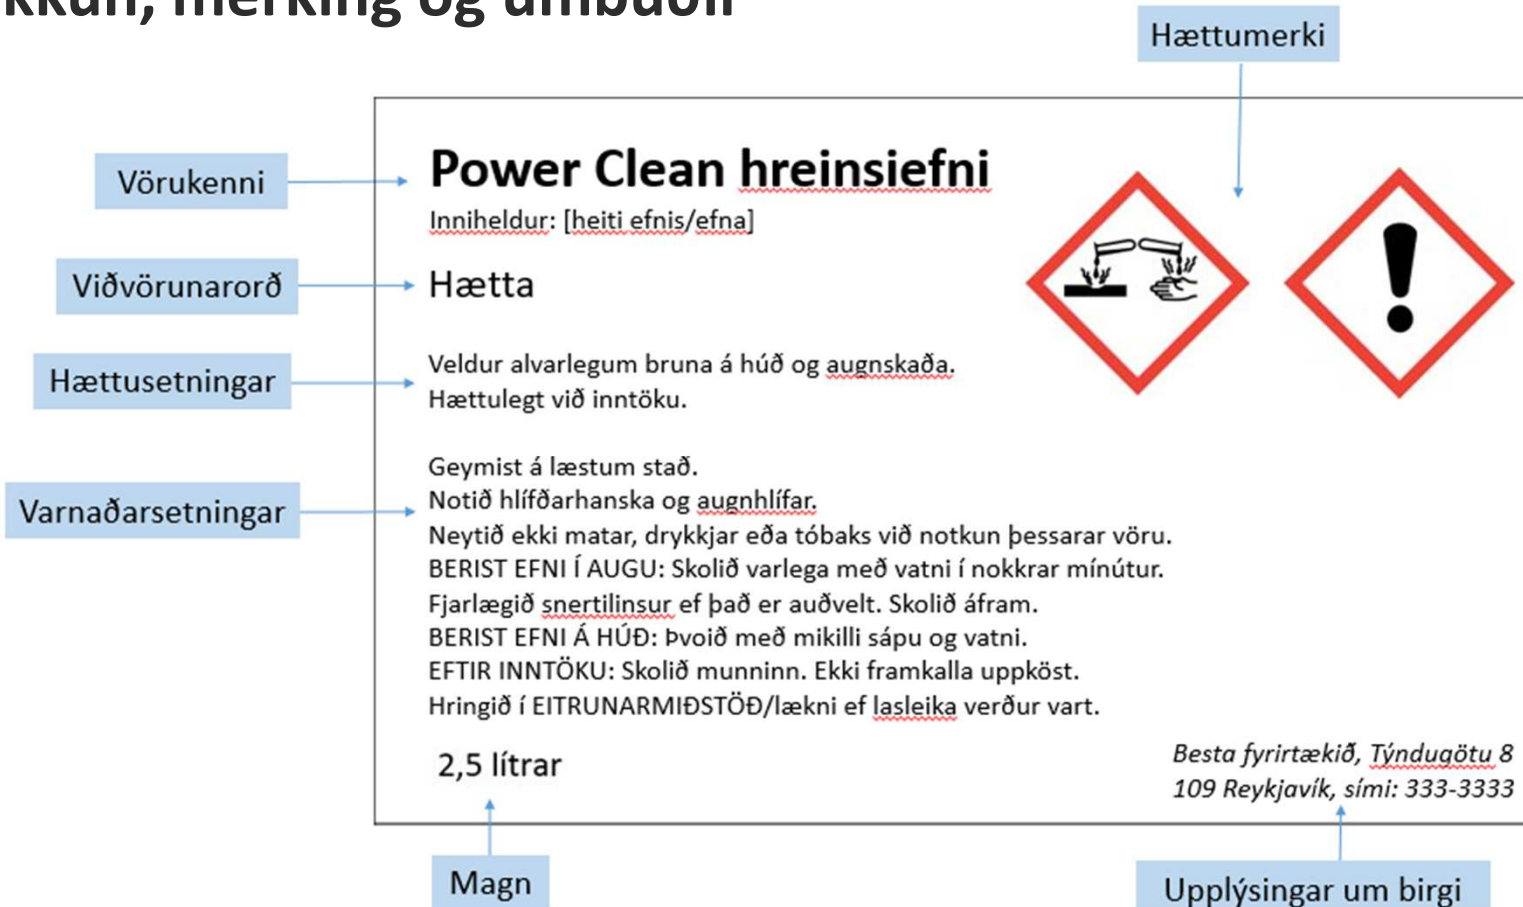 merking og umbúðir
Hættumerki
Vörukenni
Power Clean hreinsiefni
Inniheldur: [heiti efnis/efna]
Viðvörunarorð
Hætta
Hættusetningar
Veldur alvarlegum bruna á húð og augnskaða.
Hættulegt við inntöku.
Varnaðarsetningar
Geymist á læstum stað.
Notið hlífðarhanska og augnhlífar.
Neytið ekki matar, drykkjar eða tóbaks við notkun þessarar vöru.
BERIST EFNI Í AUGU: Skolið varlega með vatni í nokkrar mínútur.
Fjarlægið snertilinsur ef það er auðvelt. Skolið áfram.
BERIST EFNI Á HÚÐ: Þvoið með mikilli sápu og vatni.
EFTIR INNTÖKU: Skolið munninn. Ekki framkalla uppköst.
Hringið í EITRUNARMIÐSTÖÐ/lækni ef lasleika verður vart.
2,5 lítrar
Besta fyrirtækið, Týndugötu 8
109 Reykjavík, sími: 333-3333
Magn
Upplýsingar um birgi